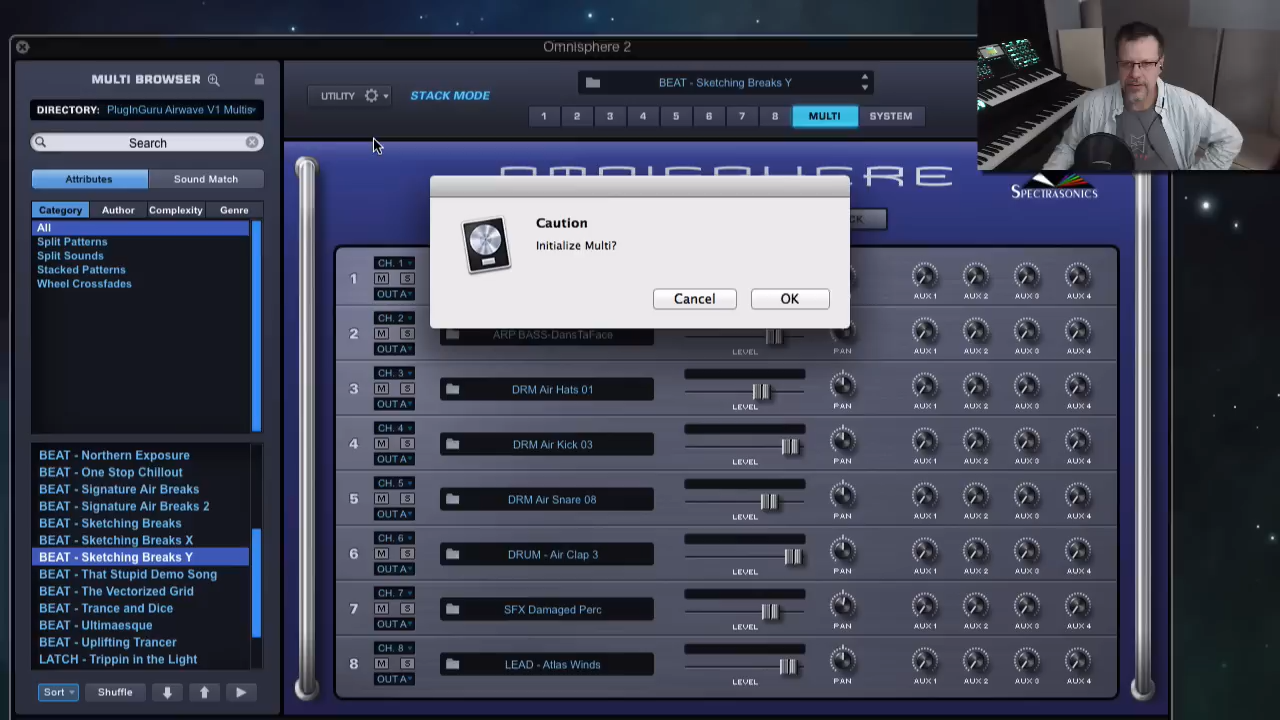 Omnisphere 2
MULTI BROWSER
DIRECTORY: PlugInGuru Airwave V1 Multis
Search
Attributes
Sound Match
Category
Author
Complexity
Genre
All
Split Patterns
Split Sounds
Stacked Patterns
Wheel Crossfades
BEAT - Northern Exposure
BEAT - One Stop Chillout
BEAT - Signature Air Breaks
BEAT - Signature Air Breaks 2
BEAT - Sketching Breaks
BEAT - Sketching Breaks X
BEAT - Sketching Breaks Y
BEAT - That Stupid Demo Song
BEAT - The Vectorized Grid
BEAT - Trance and Dice
BEAT - Ultimaesque
BEAT - Uplifting Trancer
LATCH - Trippin in the Light
Sort
Shuffle
UTILITY
STACK MODE
BEAT - Sketching Breaks Y
1 2 3 4 5 6 7 8 MULTI SYSTEM
OMNISPHERE
SPECTRASONICS
Caution
Initialize Multi?
Cancel
OK
1
CH. 1
M S
OUT A
AUX 1 AUX 2 AUX 3 AUX 4
2
CH. 2
M S
OUT A
ARP BASS-DansTaFace
LEVEL PAN AUX 1 AUX 2 AUX 3 AUX 4
3
CH. 3
M S
OUT A
DRM Air Hats 01
LEVEL PAN AUX 1 AUX 2 AUX 3 AUX 4
4
CH. 4
M S
OUT A
DRM Air Kick 03
LEVEL PAN AUX 1 AUX 2 AUX 3 AUX 4
5
CH. 5
M S
OUT A
DRM Air Snare 08
LEVEL PAN AUX 1 AUX 2 AUX 3 AUX 4
6
CH. 6
M S
OUT A
DRUM - Air Clap 3
LEVEL PAN AUX 1 AUX 2 AUX 3 AUX 4
7
CH. 7
M S
OUT A
SFX Damaged Perc
LEVEL PAN AUX 1 AUX 2 AUX 3 AUX 4
8
CH. 8
M S
OUT A
LEAD - Atlas Winds
LEVEL PAN AUX 1 AUX 2 AUX 3 AUX 4